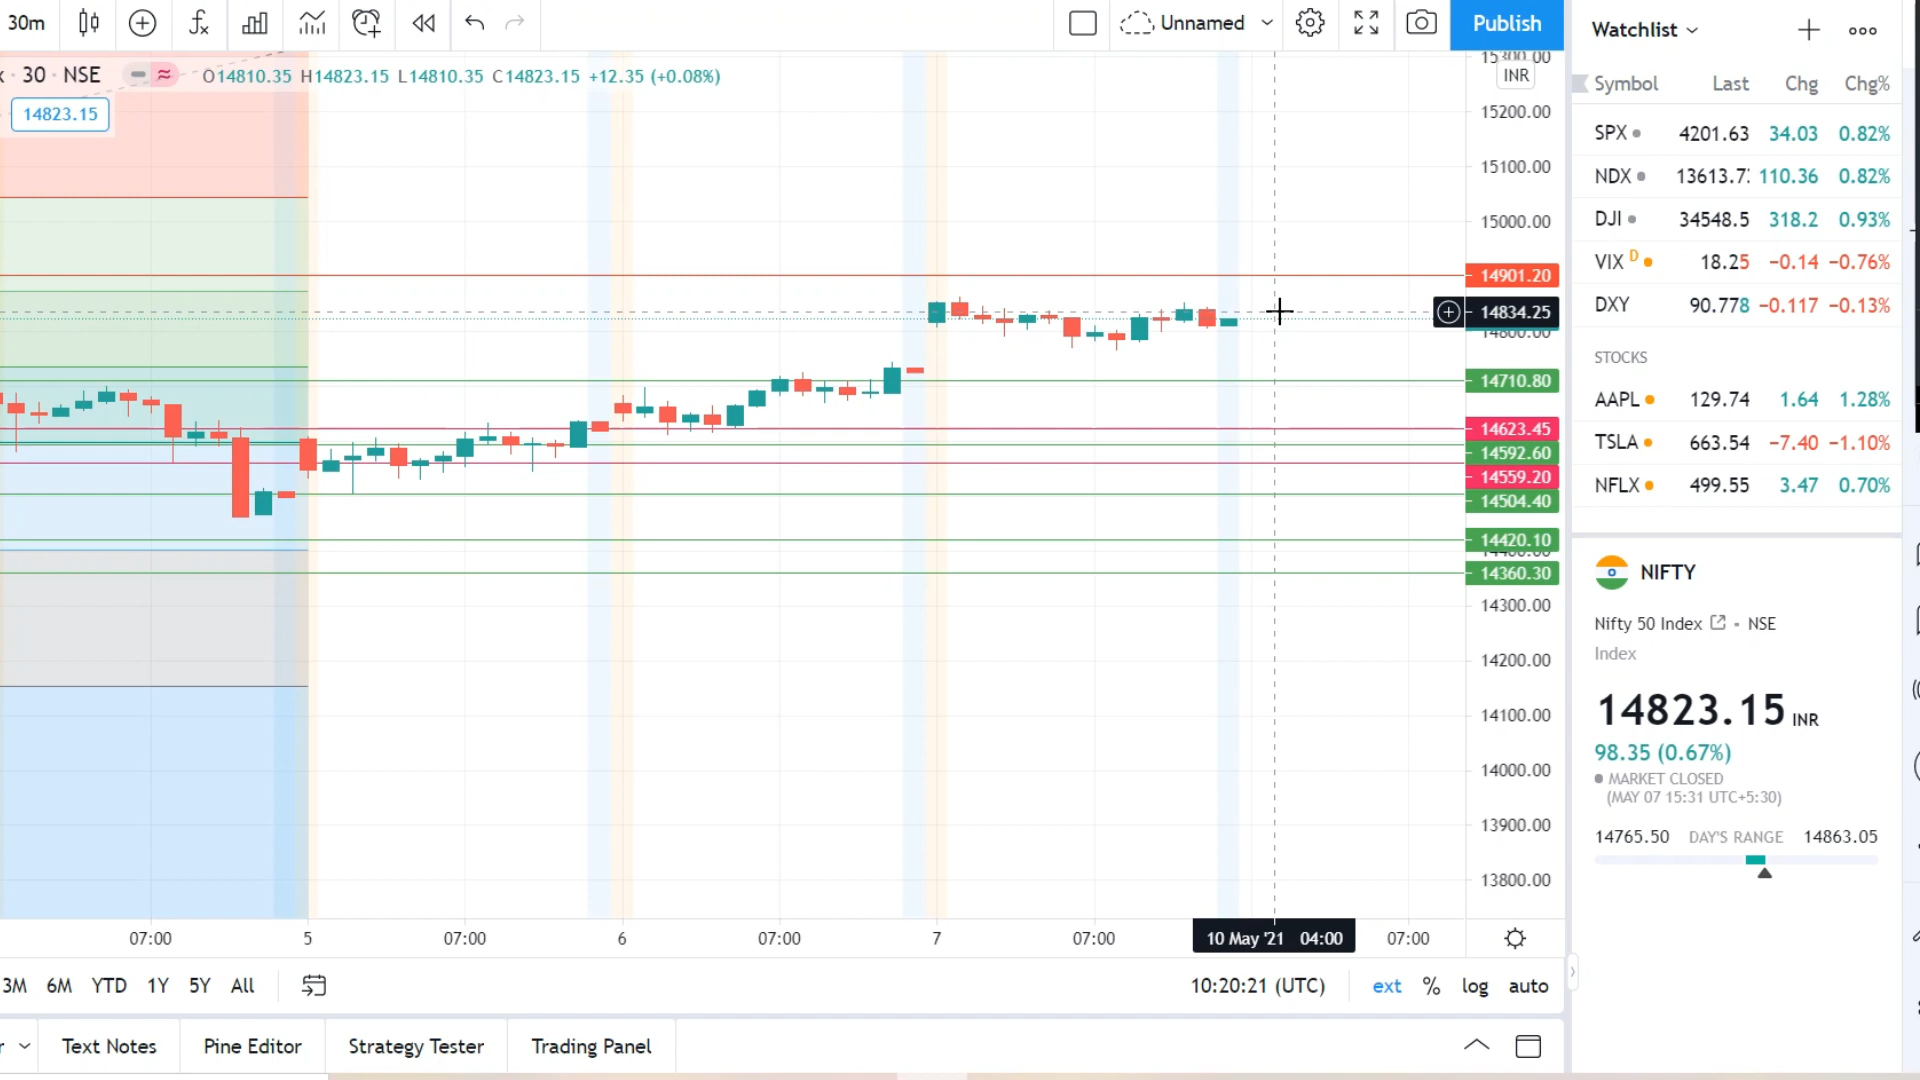 30m
Unnamed
Publish
30 · NSE O14810.35 H14823.15 L14810.35 C14823.15 +12.35 (+0.08%)
14823.15
15300.00
INR
15200.00
15100.00
15000.00
14901.20
14834.25
14800.00
14710.80
14623.45
14592.60
14559.20
14504.40
14420.10
14400.00
14360.30
14300.00
14200.00
14100.00
14000.00
13900.00
13800.00
07:00 5 07:00 6 07:00 7 07:00 10 May '21 04:00 07:00
3M 6M YTD 1Y 5Y All
10:20:21 (UTC) ext % log auto
Text Notes Pine Editor Strategy Tester Trading Panel
Watchlist
Symbol Last Chg Chg%
SPX 4201.63 34.03 0.82%
NDX 13613.7 110.36 0.82%
DJI 34548.5 318.2 0.93%
VIX D 18.25 −0.14 −0.76%
DXY 90.778 −0.117 −0.13%
STOCKS
AAPL 129.74 1.64 1.28%
TSLA 663.54 −7.40 −1.10%
NFLX 499.55 3.47 0.70%
NIFTY
Nifty 50 Index • NSE
Index
14823.15 INR
98.35 (0.67%)
MARKET CLOSED
(MAY 07 15:31 UTC+5:30)
14765.50 DAY'S RANGE 14863.05